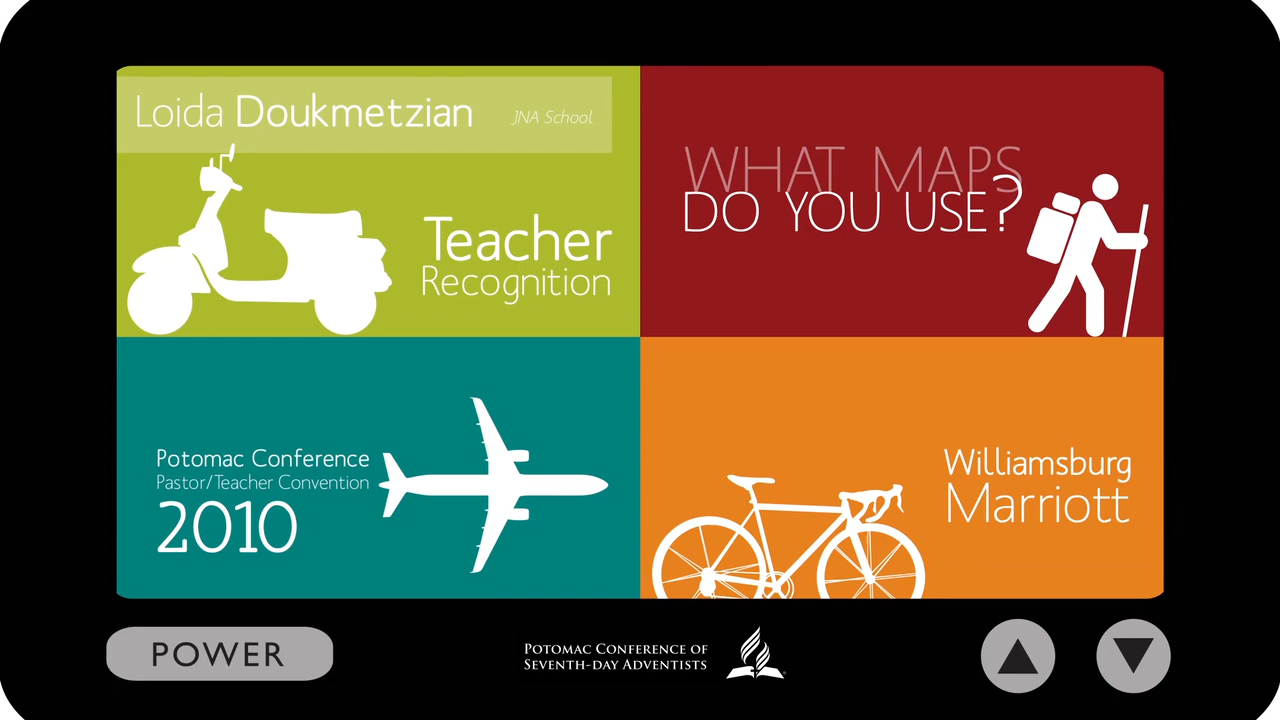 Loida Doukmetzian JNA School
Teacher
Recognition
WHAT MAPS
DO YOU USE?
Potomac Conference
Pastor/Teacher Convention
2010
Williamsburg
Marriott
POWER
POTOMAC CONFERENCE OF
SEVENTH-DAY ADVENTISTS